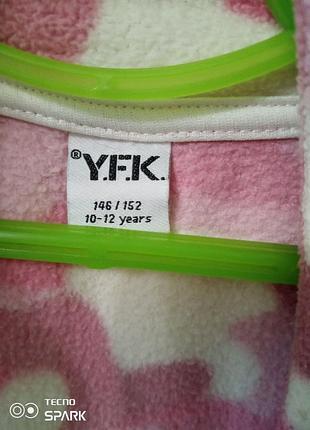 ® Y.F.K.
146 / 152
10-12 years
TECNO
SPARK